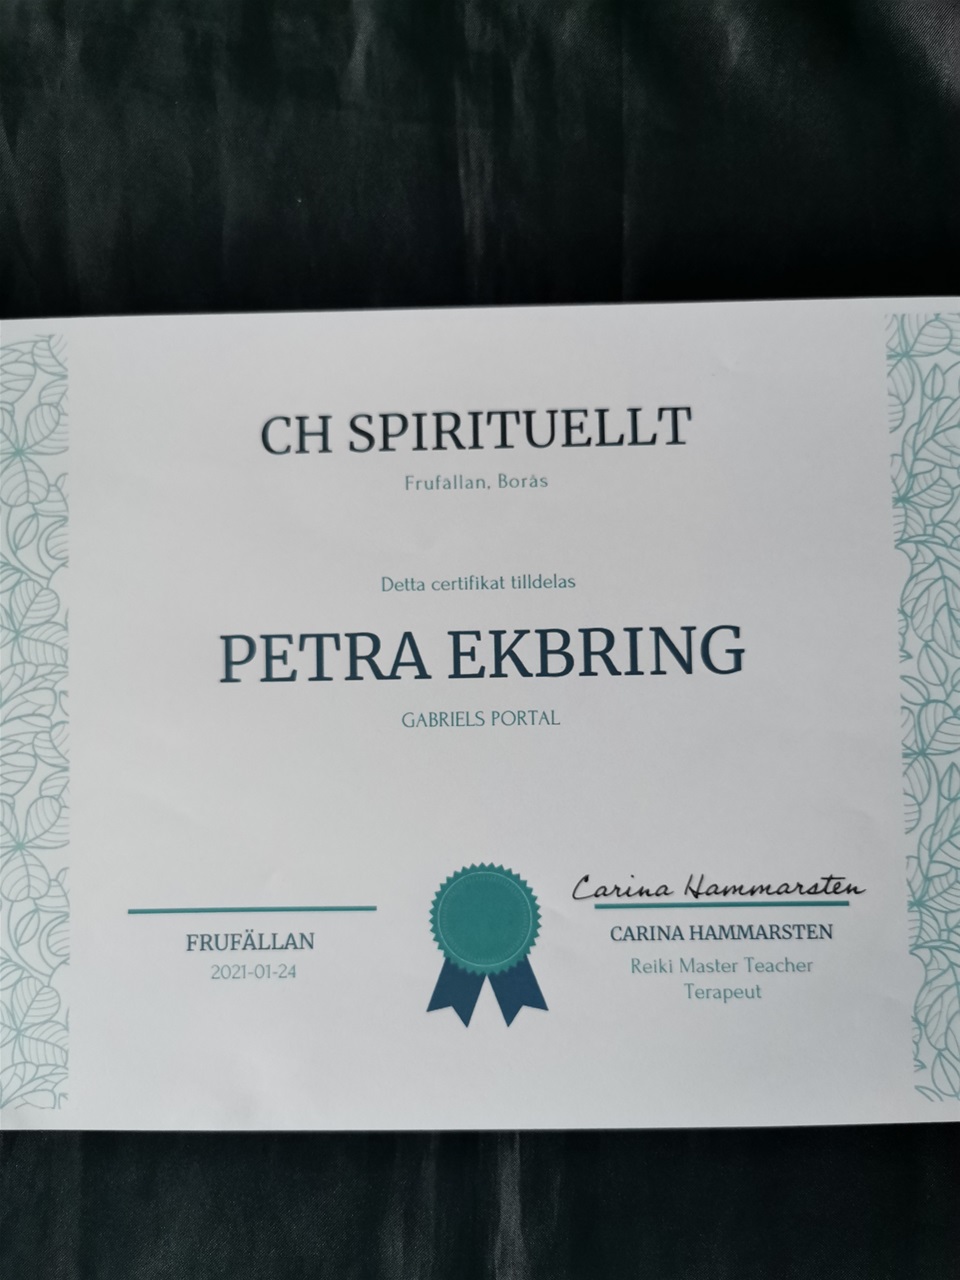 CH SPIRITUELLT
Frufällan, Borås
Detta certifikat tilldelas
PETRA EKBRING
GABRIELS PORTAL
Carina Hammarsten
FRUFÄLLAN
2021-01-24
CARINA HAMMARSTEN
Reiki Master Teacher
Terapeut